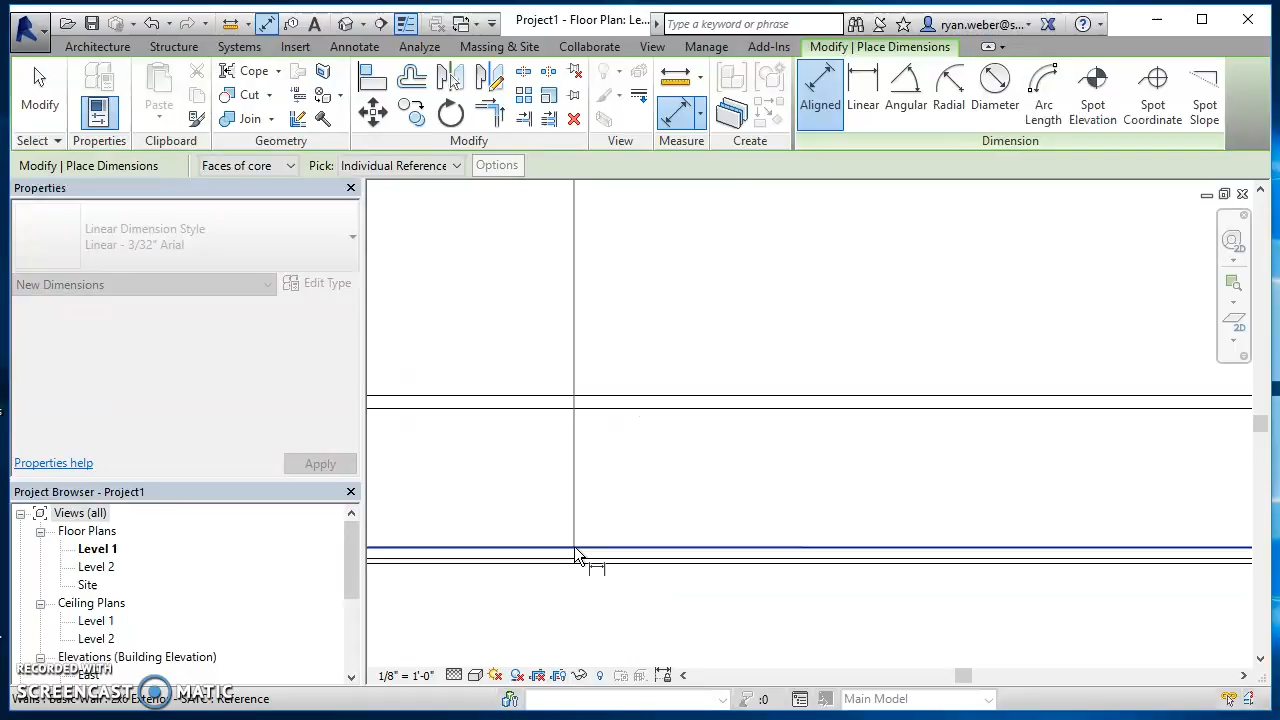 Project1 - Floor Plan: Le...
Type a keyword or phrase
ryan.weber@s...
Architecture Structure Systems Insert Annotate Analyze Massing & Site Collaborate View Manage Add-Ins Modify | Place Dimensions
Modify
Paste
Cope
Cut
Join
Aligned Linear Angular Radial Diameter Arc Length Spot Elevation Spot Coordinate Spot Slope
Select Properties Clipboard Geometry Modify View Measure Create Dimension
Modify | Place Dimensions Faces of core Pick: Individual Reference Options
Properties
Linear Dimension Style
Linear - 3/32" Arial
New Dimensions Edit Type
Properties help Apply
Project Browser - Project1
Views (all)
Floor Plans
Level 1
Level 2
Site
Ceiling Plans
Level 1
Level 2
Elevations (Building Elevation)
East
2D
2D
1/8" = 1'-0"
RECORDED WITH
SCREENCAST MATIC
:0
Main Model
Reference